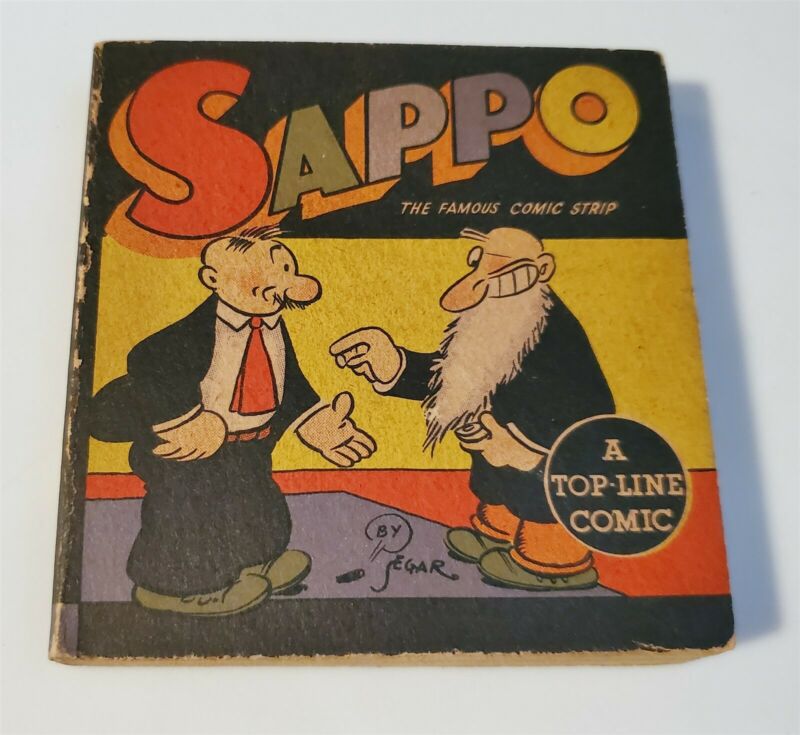 SAPPO
THE FAMOUS COMIC STRIP
A
TOP-LINE
COMIC
BY
SEGAR